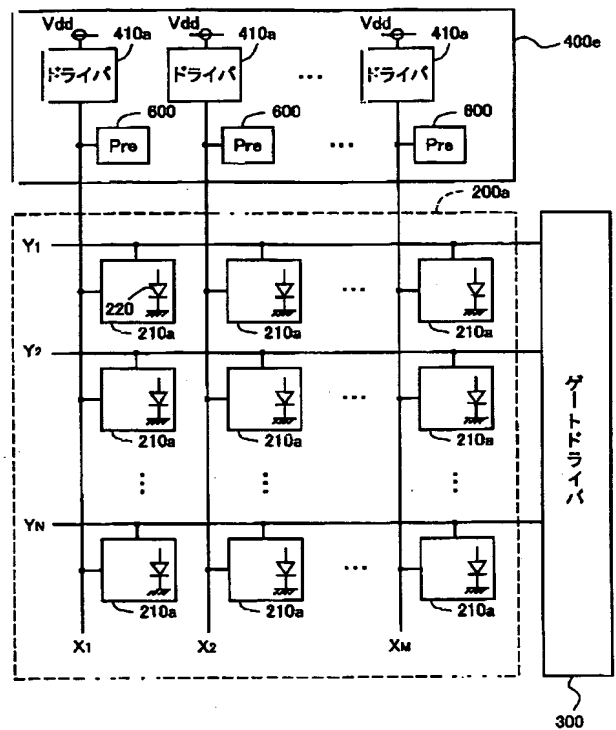 Vdd 410a Vdd 410a Vdd 410a
400e
ドライバ ドライバ … ドライバ
600 600 600
Pre Pre … Pre
200a
Y1
220
210a 210a … 210a
Y2
210a 210a … 210a
YN
210a 210a … 210a
X1 X2 XM
ゲートドライバ
300